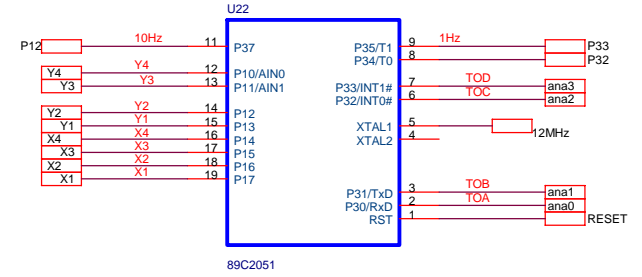 U22
P12 10Hz 11 P37 P35/T1 9 1Hz P33
P34/T0 8 P32
Y4 Y4 12 P10/AIN0
Y3 Y3 13 P11/AIN1 P33/INT1# 7 TOD ana3
P32/INT0# 6 TOC ana2
Y2 Y2 14 P12
Y1 Y1 15 P13 XTAL1 5 12MHz
X4 X4 16 P14 XTAL2 4
X3 X3 17 P15
X2 X2 18 P16
X1 X1 19 P17
P31/TxD 3 TOB ana1
P30/RxD 2 TOA ana0
RST 1 RESET
89C2051